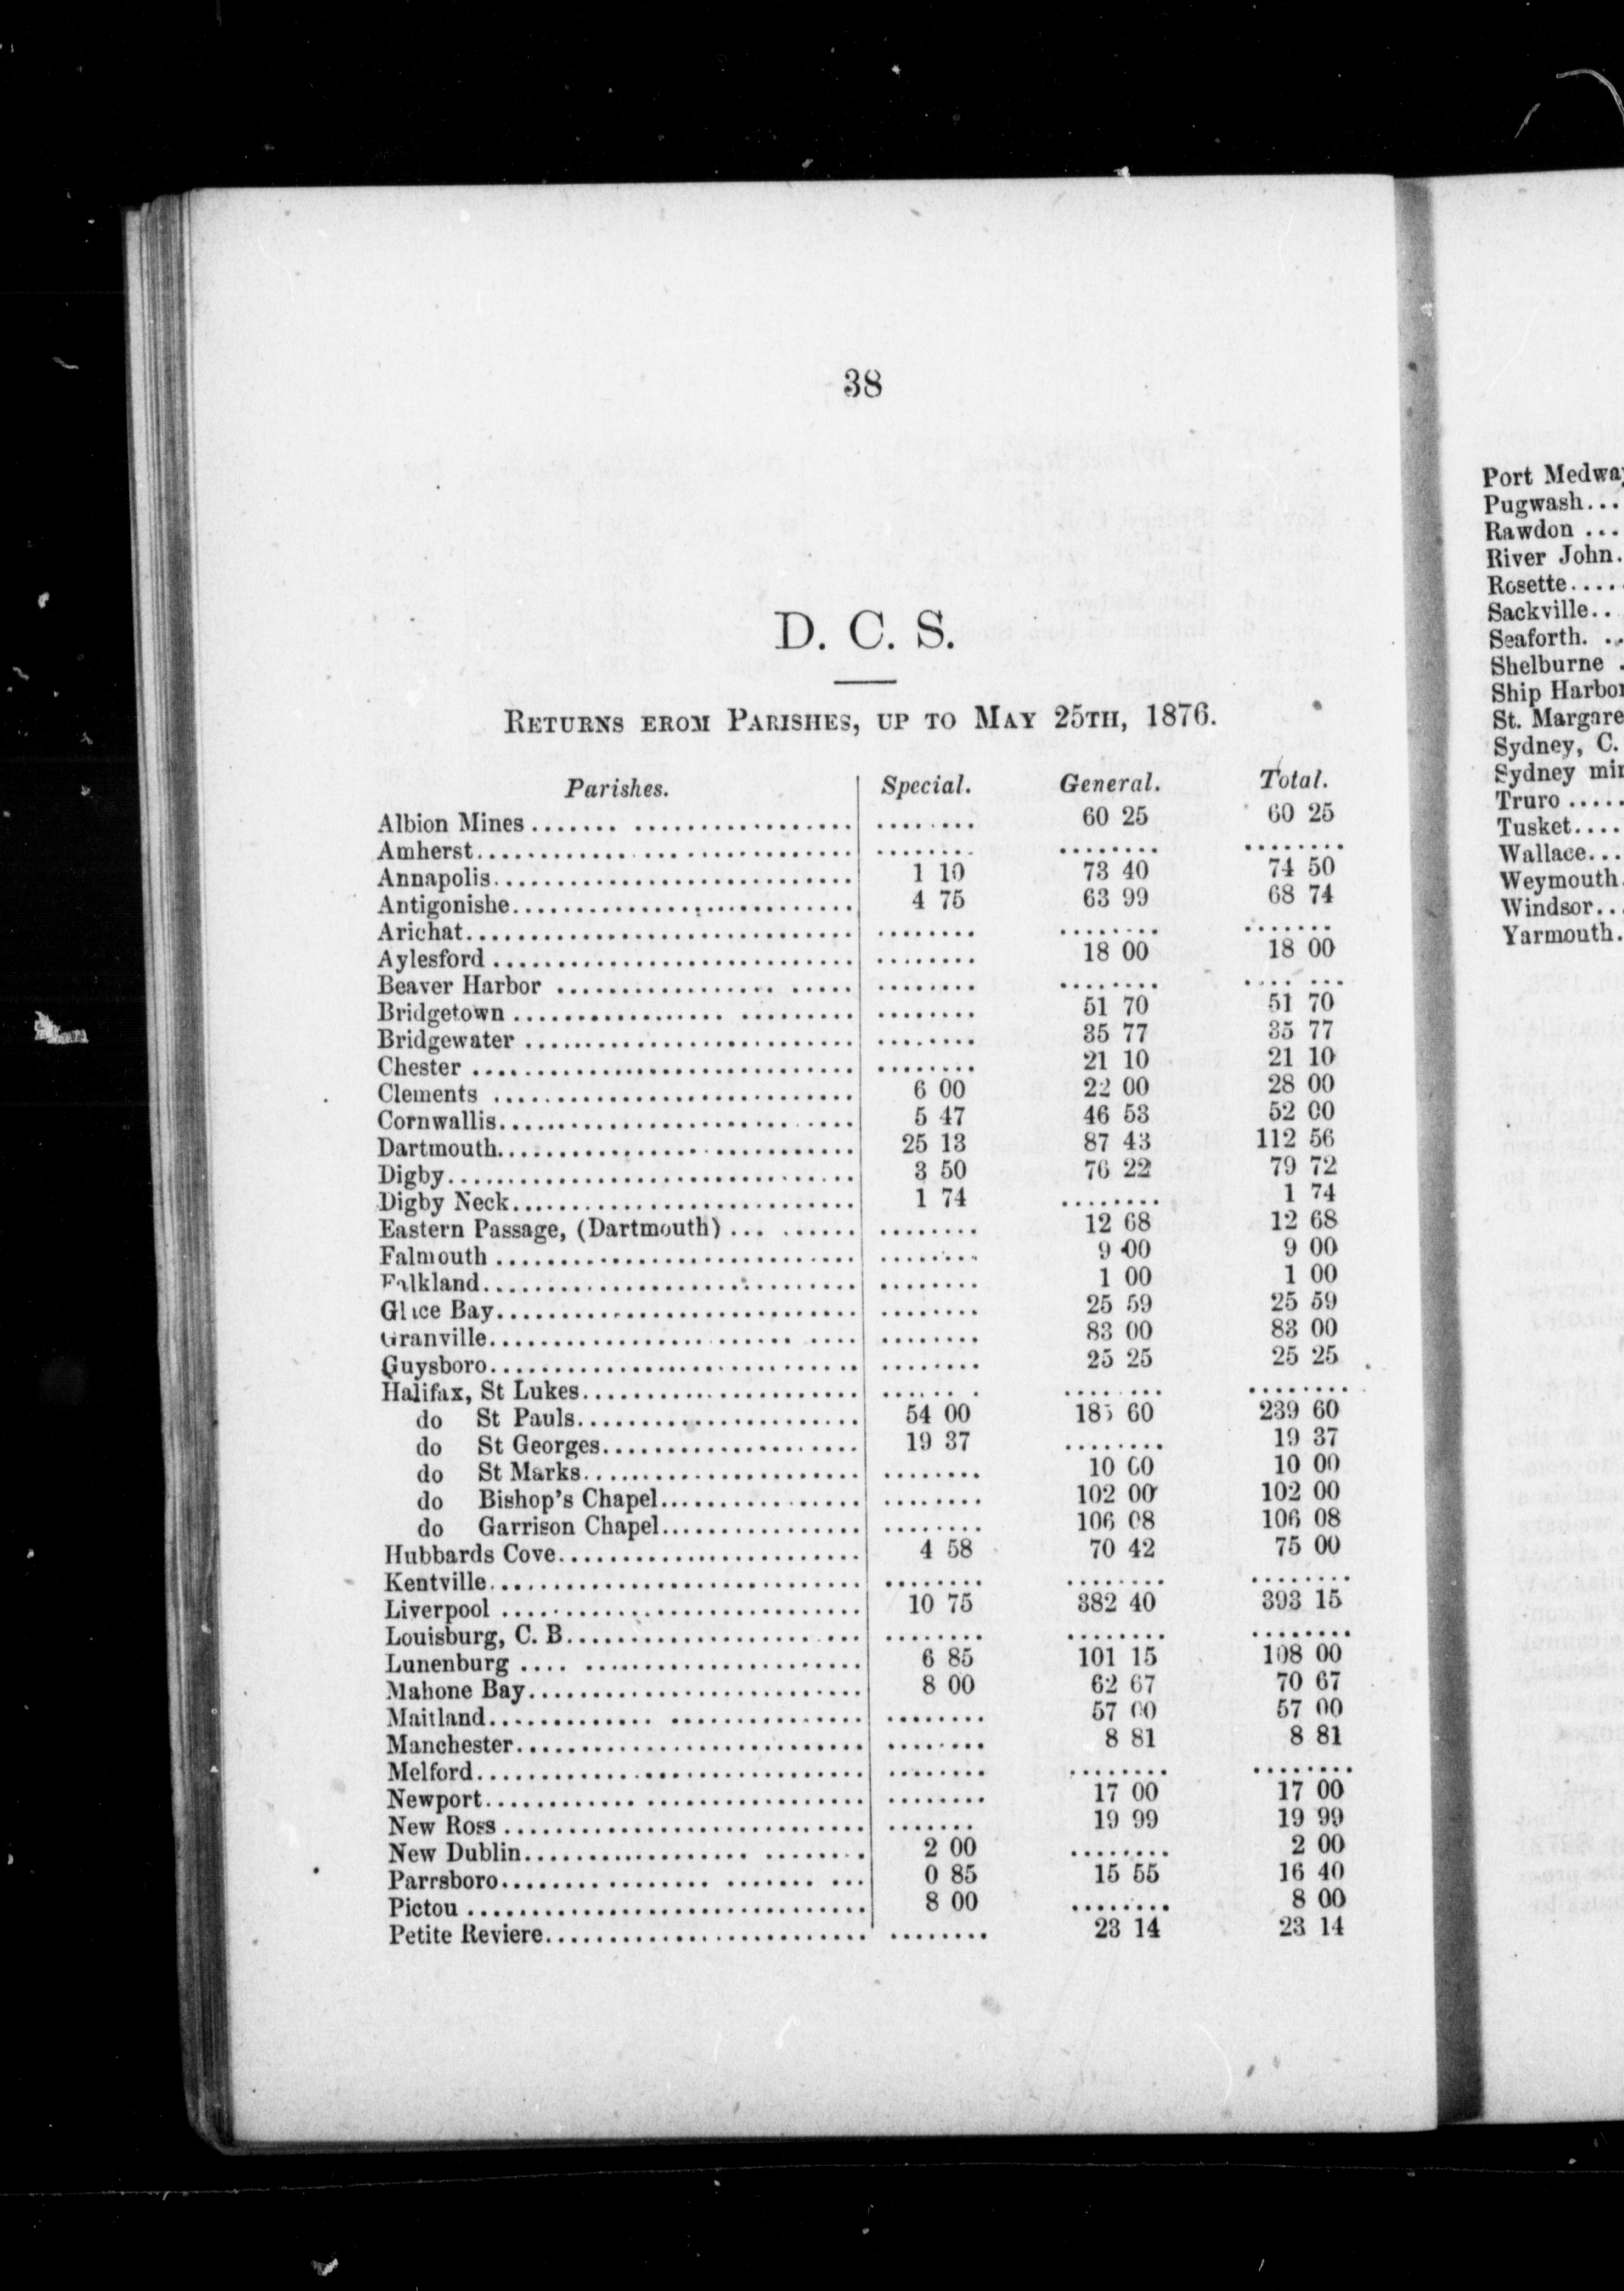 38
D. C. S.
RETURNS EROM PARISHES, UP TO MAY 25TH, 1876.
Parishes. Special. General. Total.
Albion Mines ........ ........ 60 25 60 25
Amherst ........ ........ ........ ........
Annapolis ........ 1 10 73 40 74 50
Antigonishe ........ 4 75 63 99 68 74
Arichat ........ ........ ........ ........
Aylesford ........ ........ 18 00 18 00
Beaver Harbor ........ ........ ........ ........
Bridgetown ........ ........ 51 70 51 70
Bridgewater ........ ........ 35 77 35 77
Chester ........ ........ 21 10 21 10
Clements ........ 6 00 22 00 28 00
Cornwallis ........ 5 47 46 53 52 00
Dartmouth ........ 25 13 87 43 112 56
Digby ........ 3 50 76 22 79 72
Digby Neck ........ 1 74 ........ 1 74
Eastern Passage, (Dartmouth) ........ ........ 12 68 12 68
Falmouth ........ ........ 9 00 9 00
Falkland ........ ........ 1 00 1 00
Glace Bay ........ ........ 25 59 25 59
Granville ........ ........ 83 00 83 00
Guysboro ........ ........ 25 25 25 25
Halifax, St Lukes ........ ........ ........ ........
do St Pauls ........ 54 00 185 60 239 60
do St Georges ........ 19 37 ........ 19 37
do St Marks ........ ........ 10 00 10 00
do Bishop's Chapel ........ ........ 102 00 102 00
do Garrison Chapel ........ ........ 106 08 106 08
Hubbards Cove ........ 4 58 70 42 75 00
Kentville ........ ........ ........ ........
Liverpool ........ 10 75 382 40 393 15
Louisburg, C. B ........ ........ ........ ........
Lunenburg ........ 6 85 101 15 108 00
Mahone Bay ........ 8 00 62 67 70 67
Maitland ........ ........ 57 00 57 00
Manchester ........ ........ 8 81 8 81
Melford ........ ........ ........ ........
Newport ........ ........ 17 00 17 00
New Ross ........ ........ 19 99 19 99
New Dublin ........ 2 00 ........ 2 00
Parrsboro ........ 0 85 15 55 16 40
Pictou ........ 8 00 ........ 8 00
Petite Reviere ........ ........ 23 14 23 14
Port Medway
Pugwash...
Rawdon ...
River John.
Rosette....
Sackville..
Seaforth. ..
Shelburne .
Ship Harbor
St. Margare
Sydney, C.
Sydney min
Truro .....
Tusket....
Wallace...
Weymouth.
Windsor..
Yarmouth.